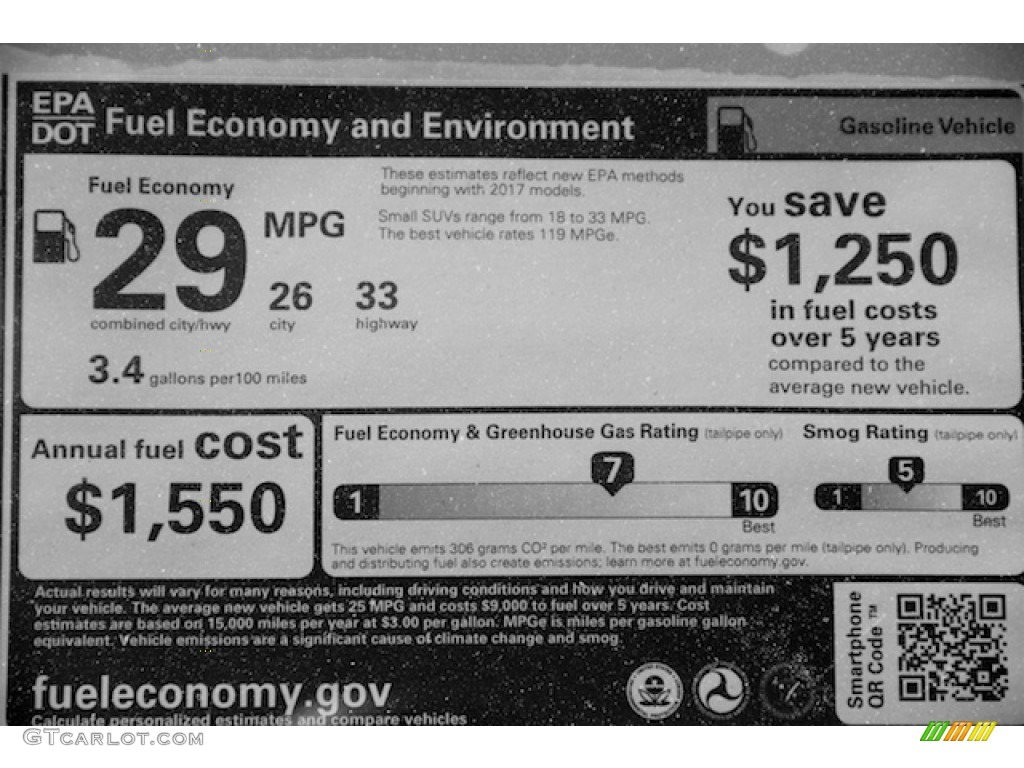 EPA
DOT
Fuel Economy and Environment
Gasoline Vehicle
Fuel Economy
29
MPG
combined city/hwy
26
city
33
highway
3.4 gallons per100 miles
These estimates reflect new EPA methods
beginning with 2017 models.
Small SUVs range from 18 to 33 MPG.
The best vehicle rates 119 MPGe.
You save
$1,250
in fuel costs
over 5 years
compared to the
average new vehicle.
Annual fuel cost
$1,550
Fuel Economy & Greenhouse Gas Rating (tailpipe only)
7
1
10
Best
Smog Rating (tailpipe only)
5
1
10
Best
This vehicle emits 306 grams CO² per mile. The best emits 0 grams per mile (tailpipe only). Producing
and distributing fuel also create emissions; learn more at fueleconomy.gov.
Actual results will vary for many reasons, including driving conditions and how you drive and maintain
your vehicle. The average new vehicle gets 25 MPG and costs $9,000 to fuel over 5 years. Cost
estimates are based on 15,000 miles per year at $3.00 per gallon. MPGe is miles per gasoline gallon
equivalent. Vehicle emissions are a significant cause of climate change and smog.
fueleconomy.gov
Calculate personalized estimates and compare vehicles
Smartphone
QR Code™
GTcarlot.com